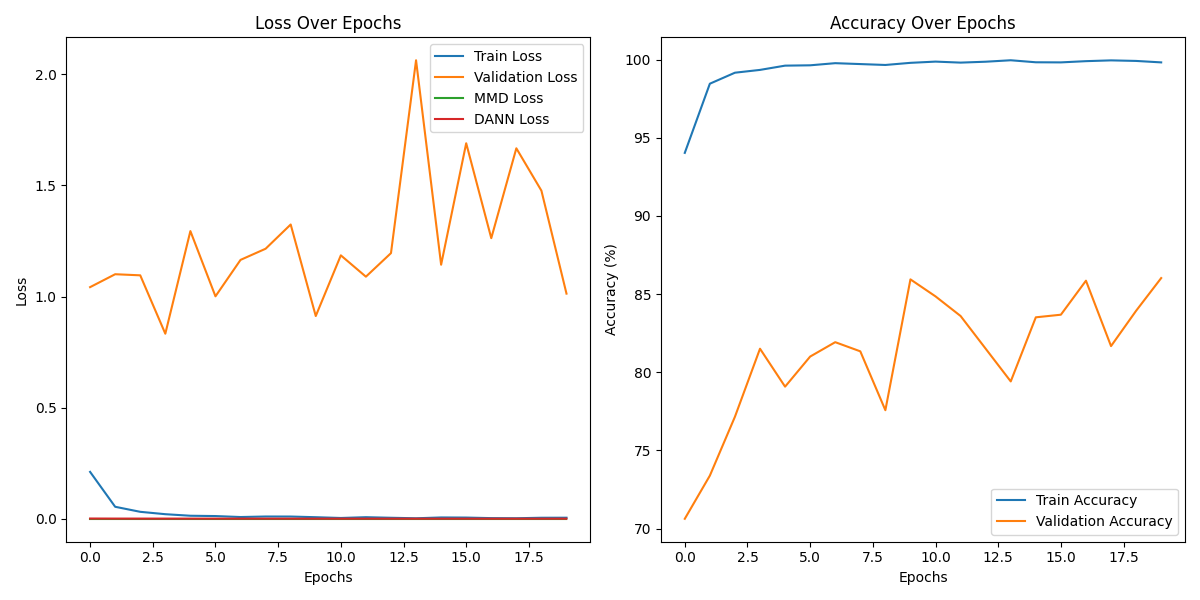 Loss Over Epochs
Train Loss
Validation Loss
MMD Loss
DANN Loss
2.0
1.5
1.0
0.5
0.0
Loss
0.0 2.5 5.0 7.5 10.0 12.5 15.0 17.5
Epochs
Accuracy Over Epochs
100
95
90
85
80
75
70
Accuracy (%)
Train Accuracy
Validation Accuracy
0.0 2.5 5.0 7.5 10.0 12.5 15.0 17.5
Epochs